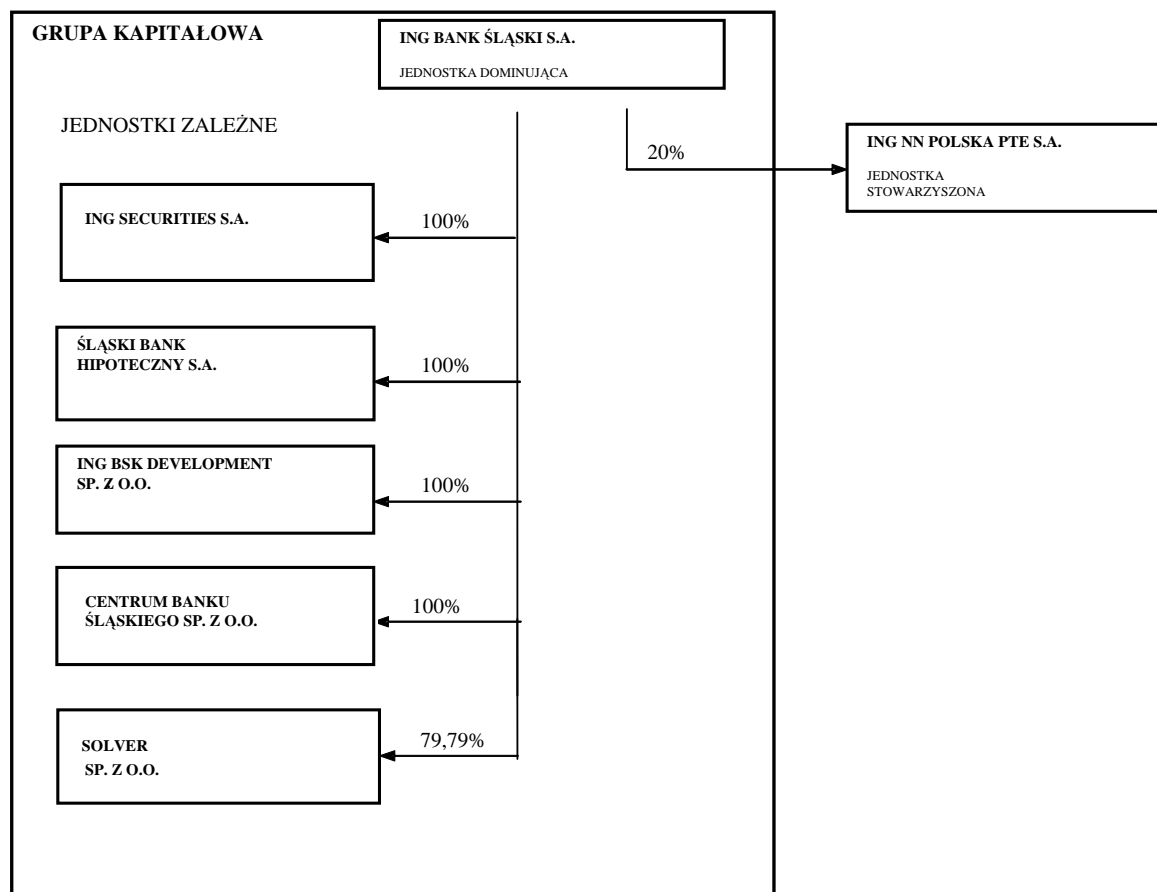 GRUPA KAPITAŁOWA
ING BANK ŚLĄSKI S.A.
JEDNOSTKA DOMINUJĄCA
JEDNOSTKI ZALEŻNE
20%
ING NN POLSKA PTE S.A.
JEDNOSTKA
STOWARZYSZONA
ING SECURITIES S.A.
100%
ŚLĄSKI BANK
HIPOTECZNY S.A.
100%
ING BSK DEVELOPMENT
SP. Z O.O.
100%
CENTRUM BANKU
ŚLĄSKIEGO SP. Z O.O.
100%
SOLVER
SP. Z O.O.
79,79%